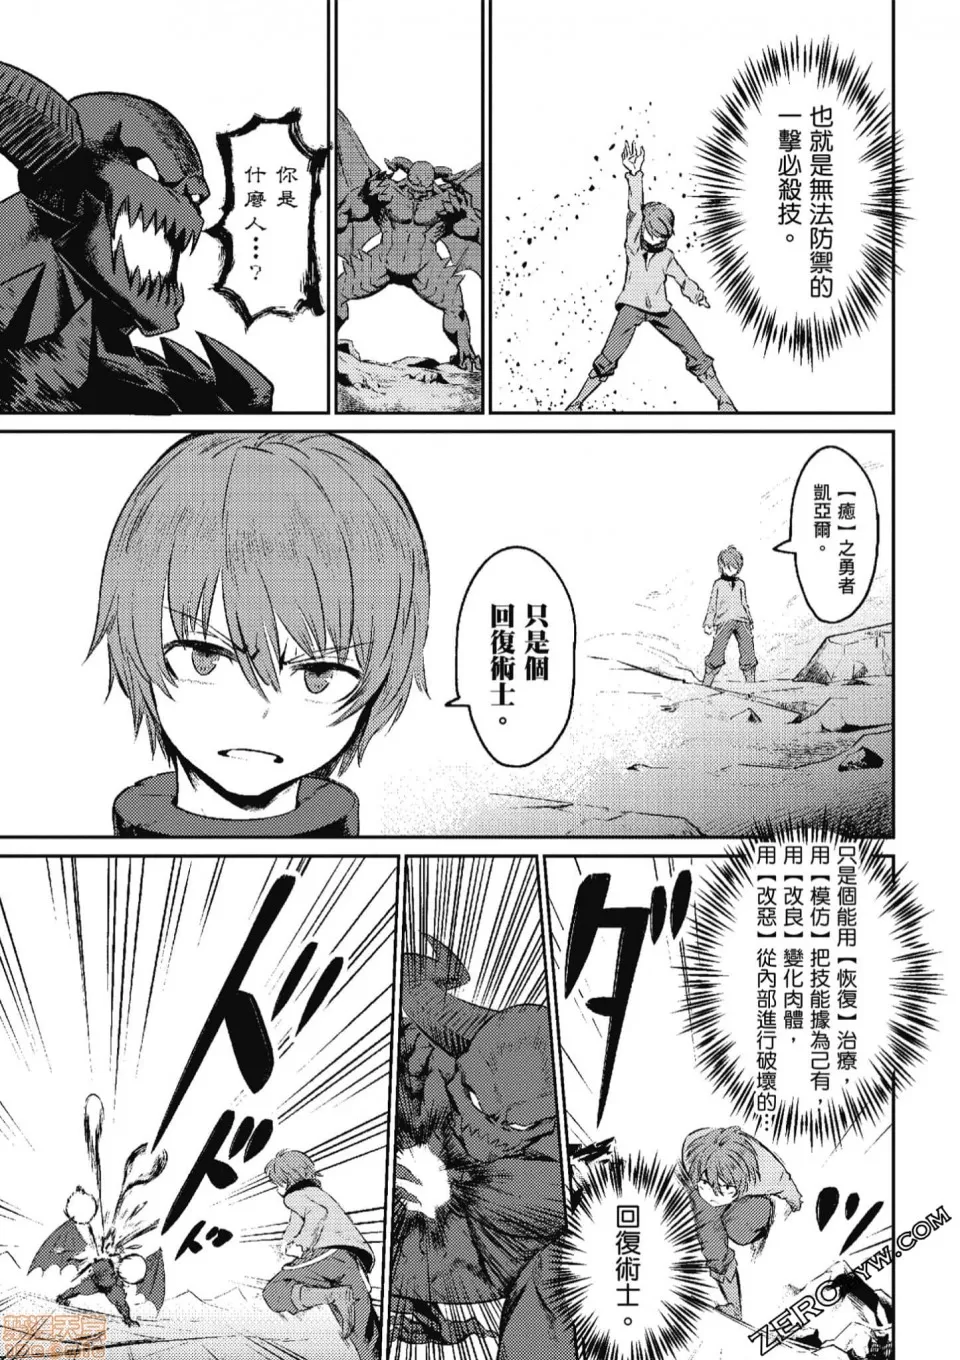 也就是無法防禦的
一擊必殺技。
你是
什麼人…？
【癒】之勇者
凱亞爾。
只是個
回復術士。
只是個能用【恢復】治療，
用【模仿】把技能據為己有，
用【改良】變化肉體，
用【改惡】從內部進行破壞的…
回復術士。
ダッ
ドドド
ZEROBYW.COM